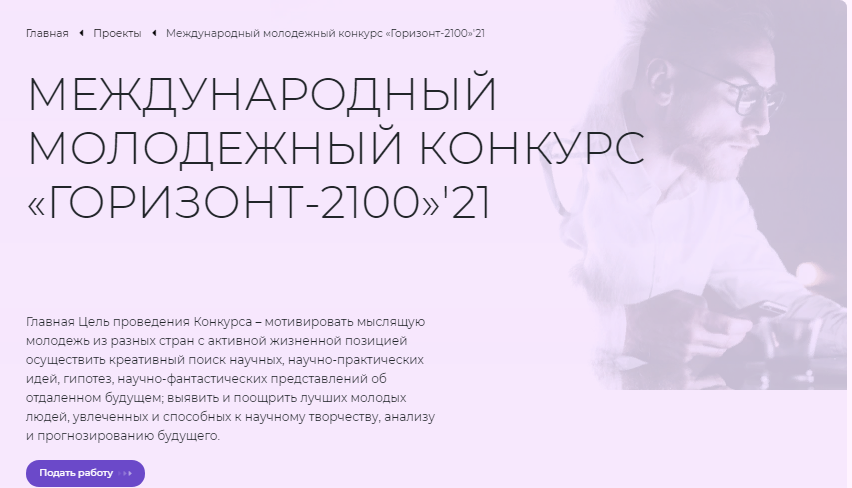 Главная Проекты Международный молодежный конкурс «Горизонт-2100»'21
МЕЖДУНАРОДНЫЙ
МОЛОДЕЖНЫЙ КОНКУРС
«ГОРИЗОНТ-2100»'21
Главная Цель проведения Конкурса – мотивировать мыслящую
молодежь из разных стран с активной жизненной позицией
осуществить креативный поиск научных, научно-практических
идей, гипотез, научно-фантастических представлений об
отдаленном будущем; выявить и поощрить лучших молодых
людей, увлеченных и способных к научному творчеству, анализу
и прогнозированию будущего.
Подать работу